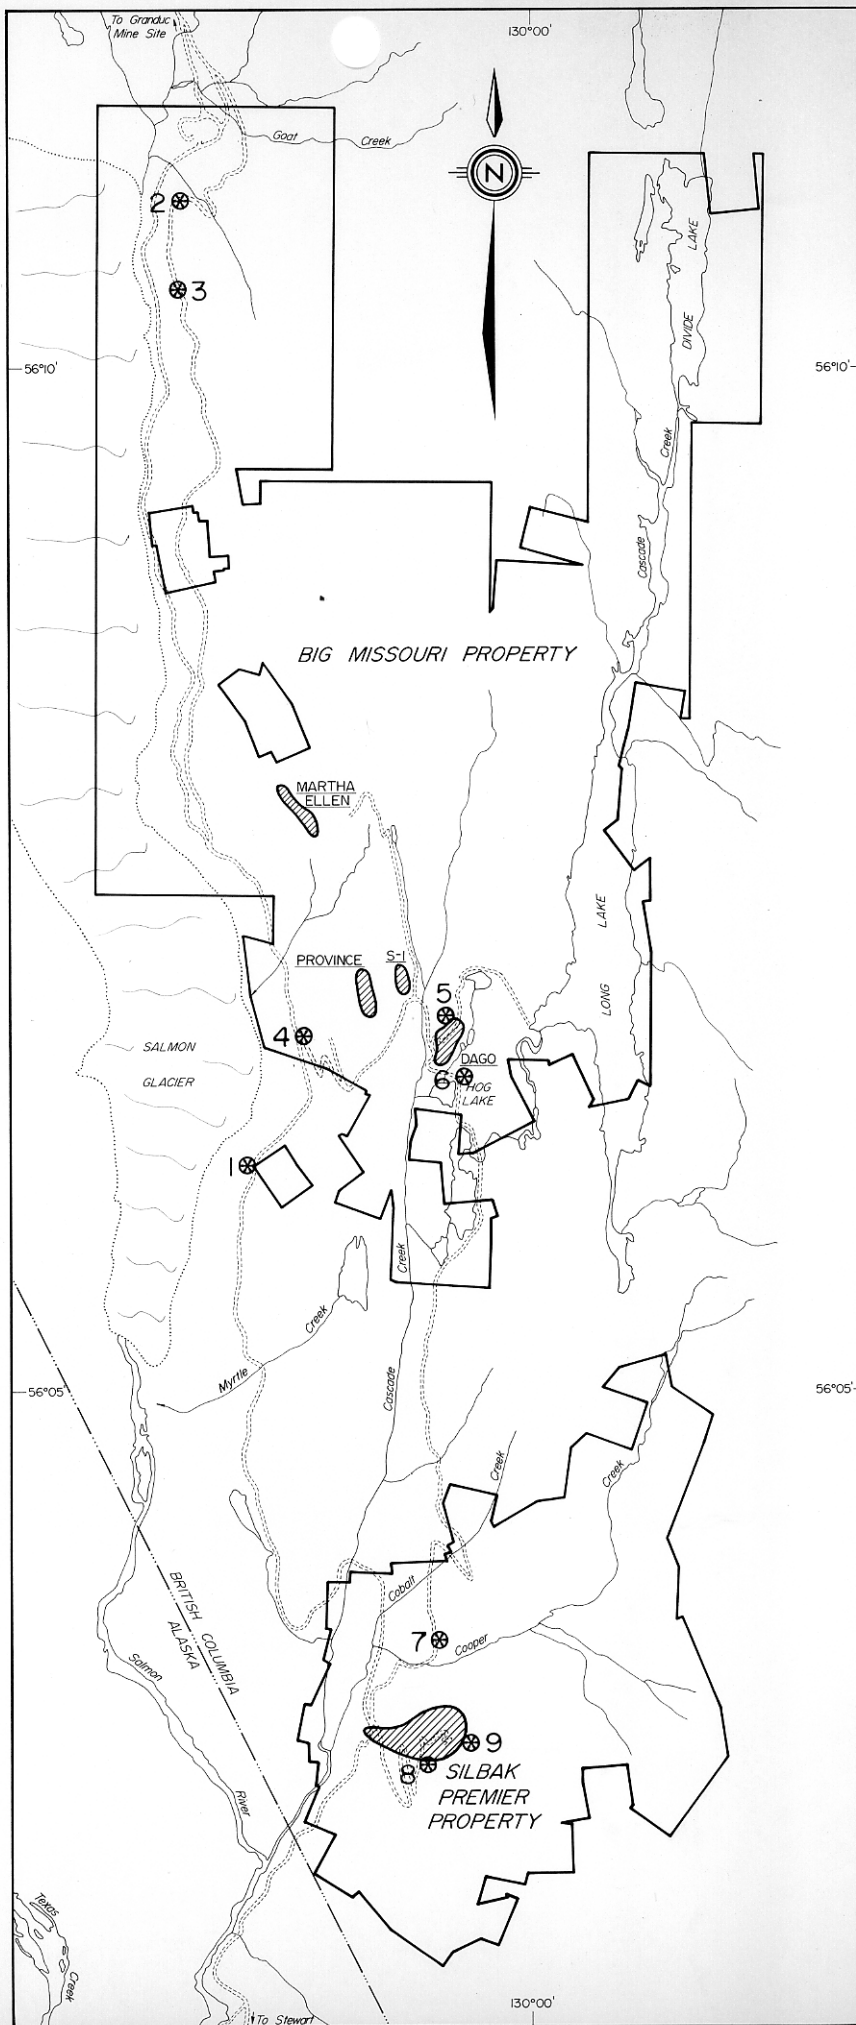 To Granduc
Mine Site
130°00'
Goat Creek
N
2
3
DIVIDE LAKE
56°10'
56°10'
Creek
Cascade
BIG MISSOURI PROPERTY
MARTHA
ELLEN
LONG LAKE
PROVINCE
S-1
5
4
SALMON
GLACIER
DAGO
6
HOG
LAKE
1
Creek
Cascade
Myrtle Creek
56°05'
56°05'
Creek
Creek
Cobalt
BRITISH COLUMBIA
ALASKA
7
Cooper
Salmon
River
9
8
SILBAK
PREMIER
PROPERTY
Texas
Creek
130°00'
To Stewart